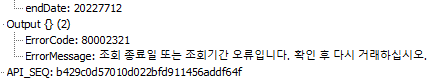 endDate: 20227712
Output {} (2)
ErrorCode: 80002321
ErrorMessage: 조회 종료일 또는 조회기간 오류입니다. 확인 후 다시 거래하십시오.
API_SEQ: b429c0d57010d022bfd911456addf64f